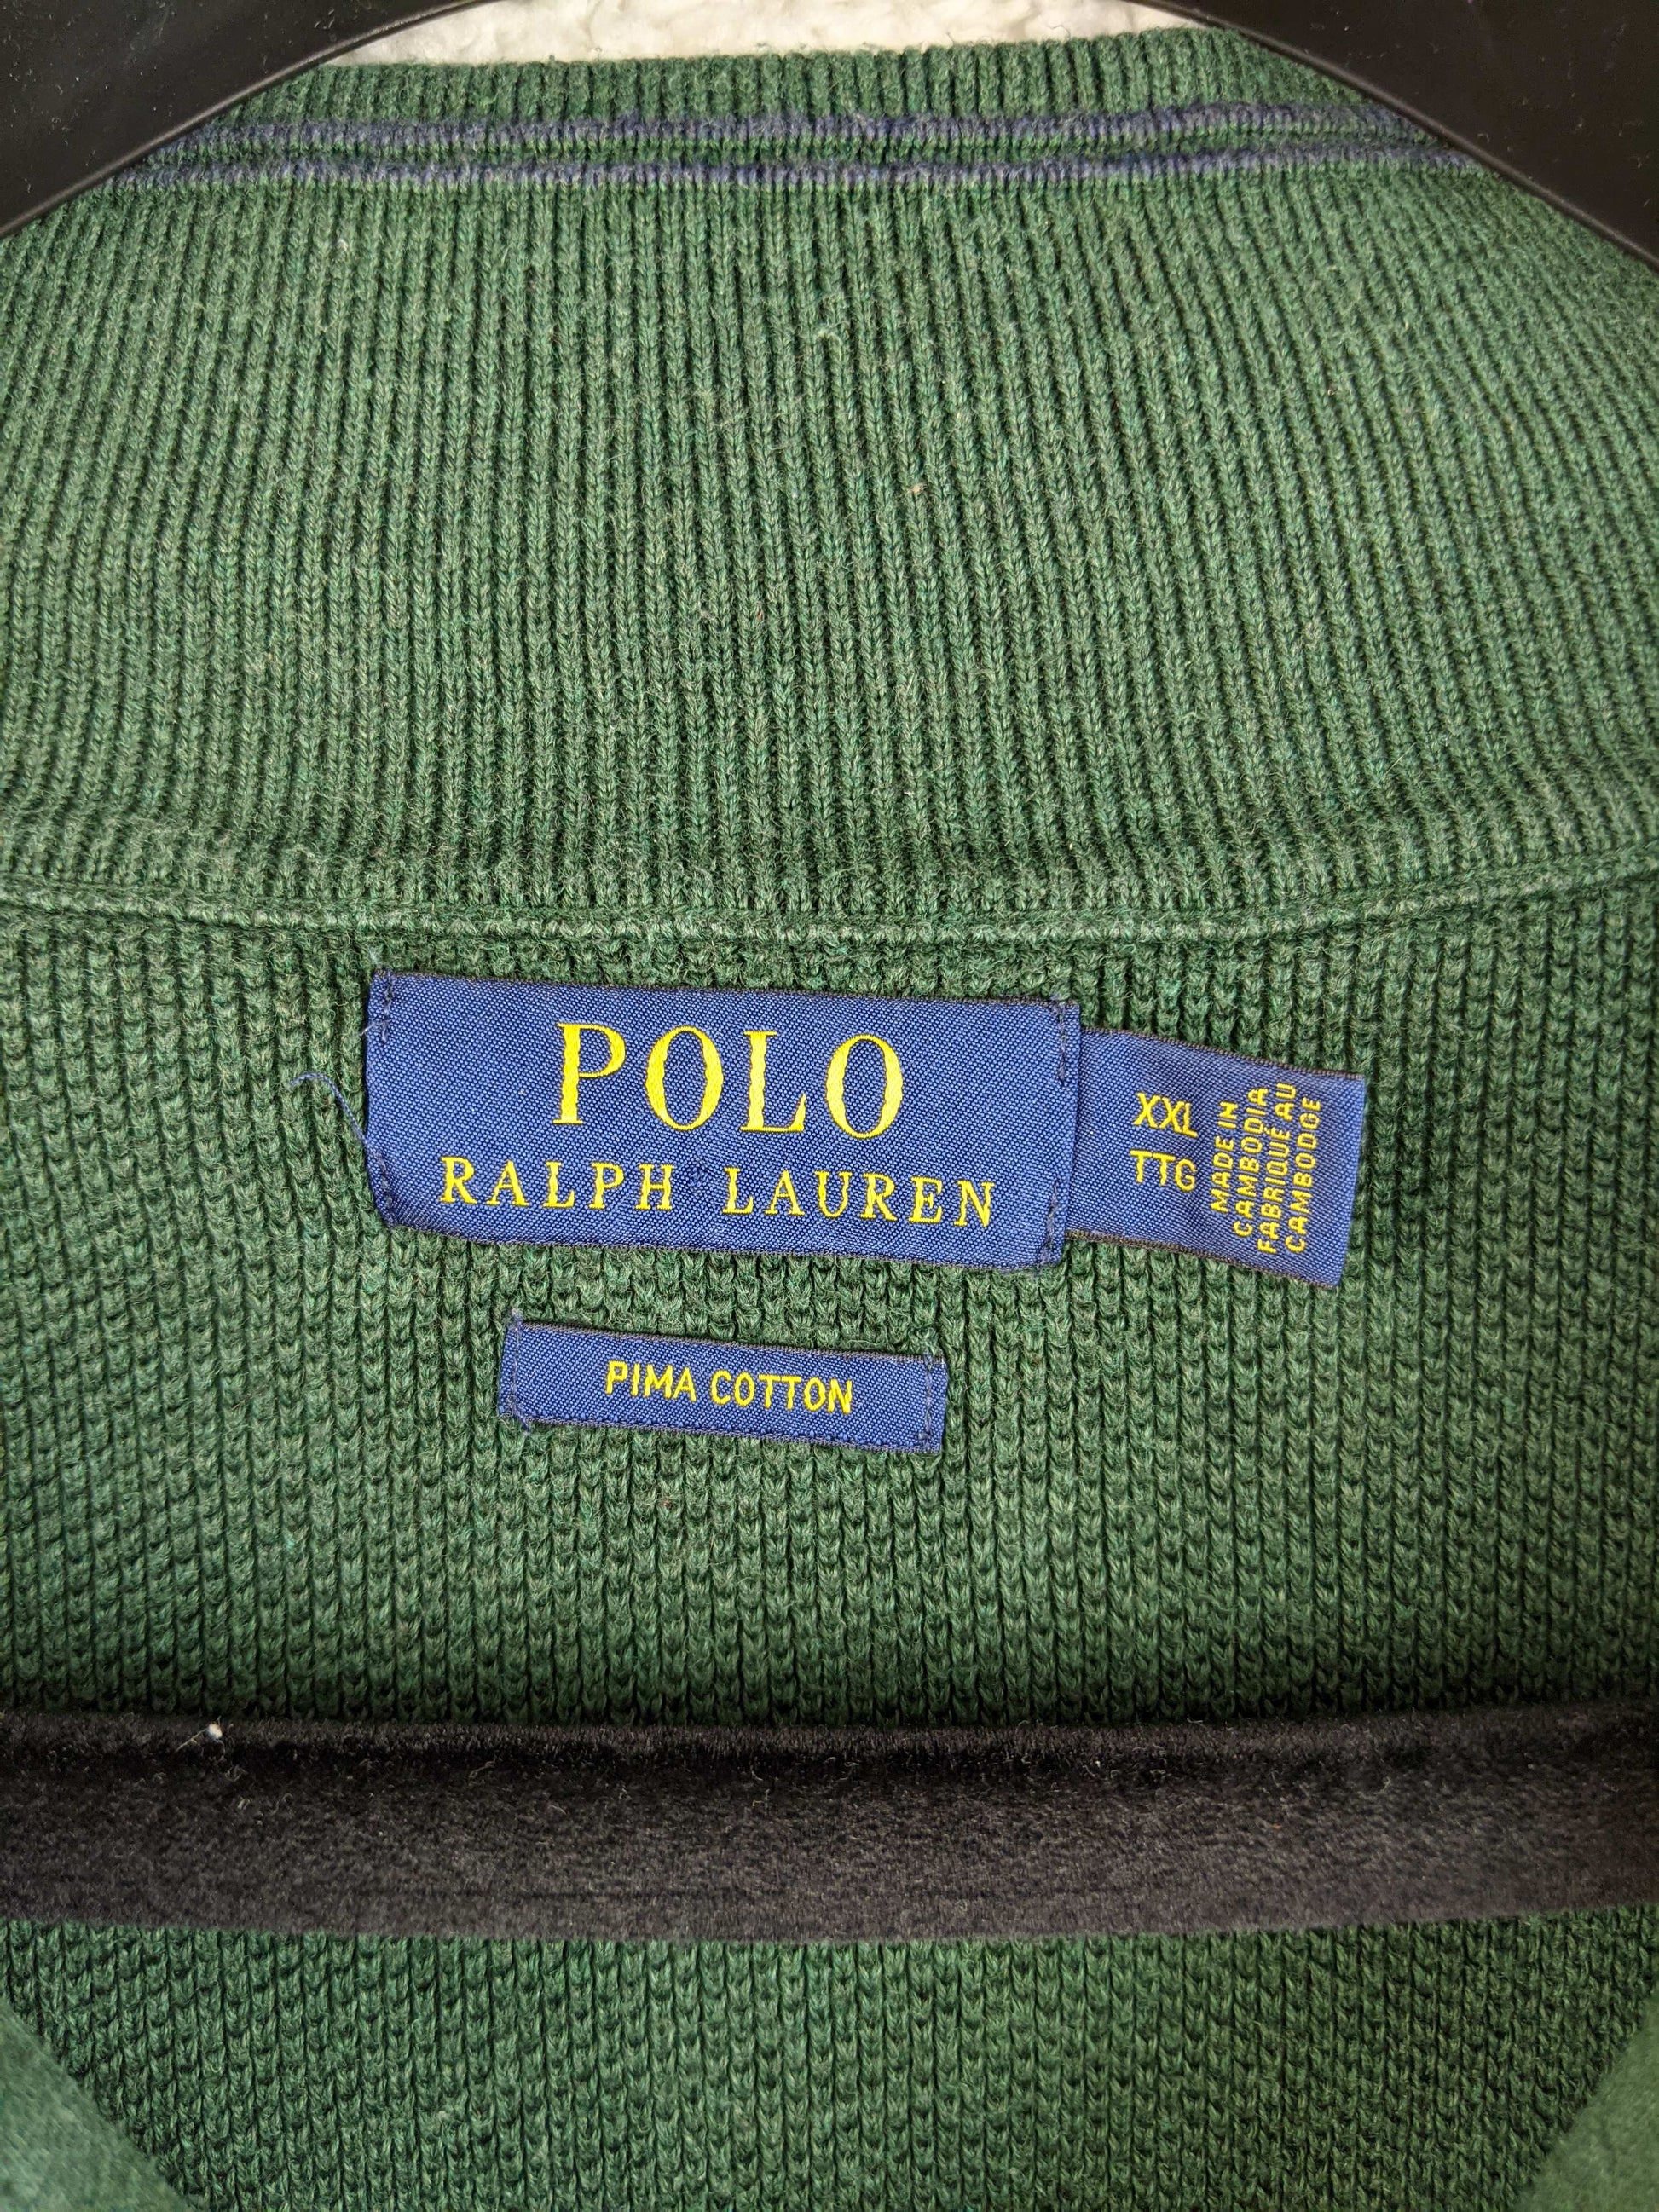 POLO
RALPH LAUREN
XXL
TTG
MADE IN
CAMBODIA
FABRIQUÉ AU
CAMBODGE
PIMA COTTON